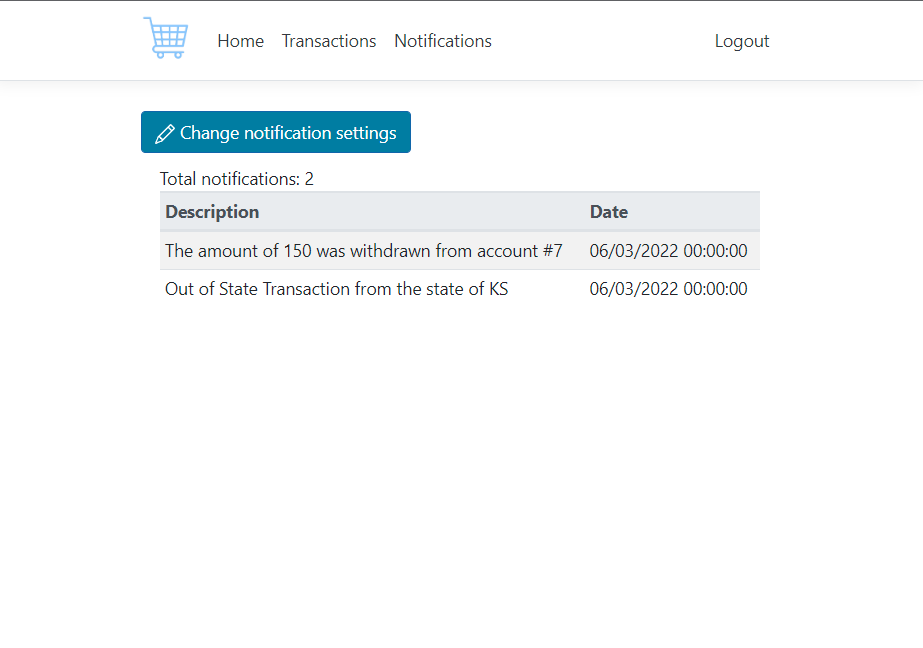 Home Transactions Notifications Logout
Change notification settings
Total notifications: 2
Description Date
The amount of 150 was withdrawn from account #7 06/03/2022 00:00:00
Out of State Transaction from the state of KS 06/03/2022 00:00:00